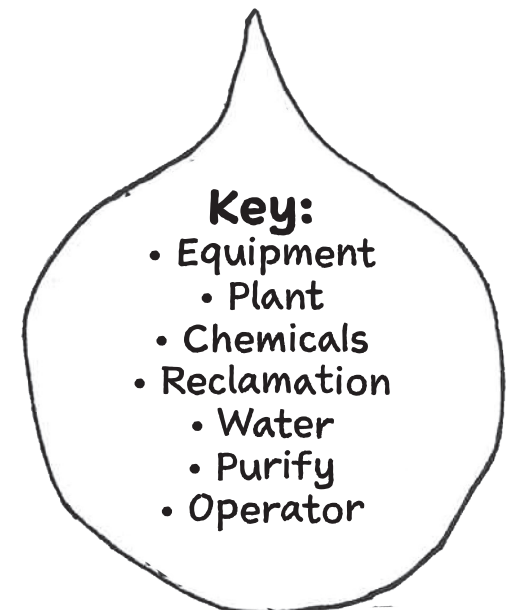 Key:
• Equipment
• Plant
• Chemicals
• Reclamation
• Water
• Purify
• Operator